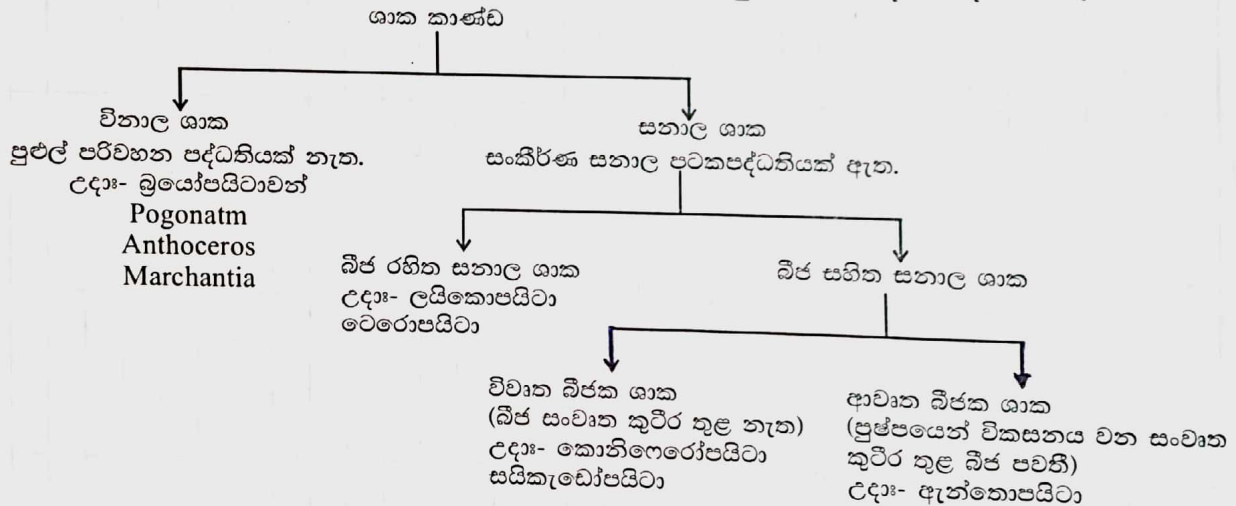 ශාක කාණ්ඩ
විනාල ශාක
පුළුල් පරිවහන පද්ධතියක් නැත.
උදාඃ- බ්‍රයෝපයිටාවන්
Pogonatm
Anthoceros
Marchantia
සනාල ශාක
සංකීර්ණ සනාල පටකපද්ධතියක් ඇත.
බීජ රහිත සනාල ශාක
උදාඃ- ලයිකොපයිටා
ටෙරොපයිටා
බීජ සහිත සනාල ශාක
විවෘත බීජක ශාක
(බීජ සංවෘත කුටීර තුළ නැත)
උදාඃ- කොනිෆෙරෝපයිටා
සයිකැඩෝපයිටා
ආවෘත බීජක ශාක
(පුෂ්පයෙන් විකසනය වන සංවෘත
කුටීර තුළ බීජ පවතී)
උදාඃ- ඇන්තොපයිටා